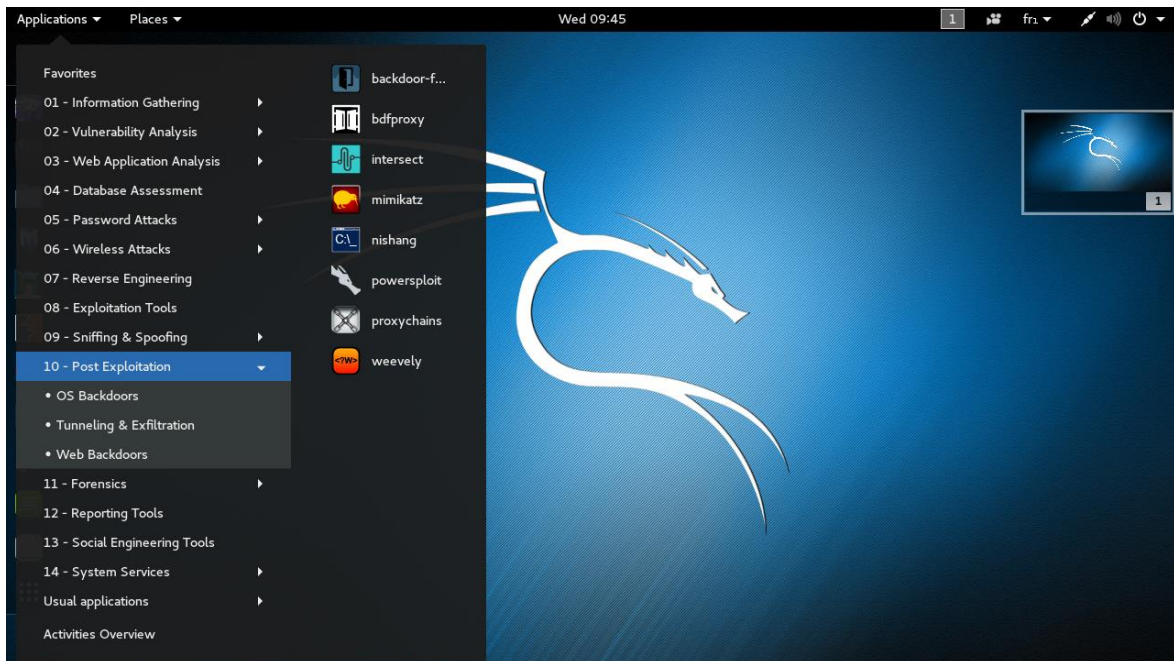 Applications Places Wed 09:45 1 fr₁
Favorites
01 - Information Gathering
02 - Vulnerability Analysis
03 - Web Application Analysis
04 - Database Assessment
05 - Password Attacks
06 - Wireless Attacks
07 - Reverse Engineering
08 - Exploitation Tools
09 - Sniffing & Spoofing
10 - Post Exploitation
• OS Backdoors
• Tunneling & Exfiltration
• Web Backdoors
11 - Forensics
12 - Reporting Tools
13 - Social Engineering Tools
14 - System Services
Usual applications
Activities Overview
backdoor-f...
bdfproxy
intersect
mimikatz
C:\_ nishang
powersploit
proxychains
<?W> weevely
1